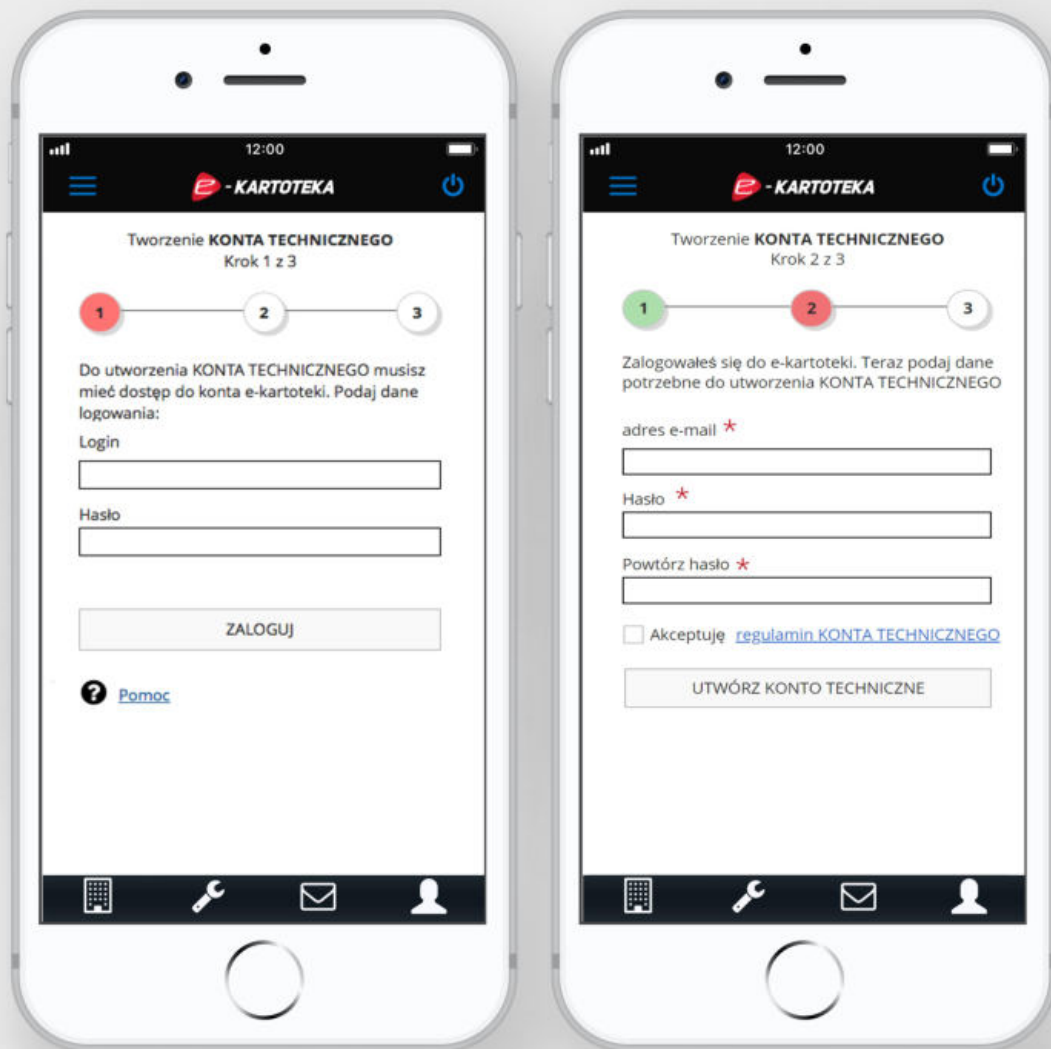 12:00
e - KARTOTEKA
Tworzenie KONTA TECHNICZNEGO
Krok 1 z 3
1 2 3
Do utworzenia KONTA TECHNICZNEGO musisz
mieć dostęp do konta e-kartoteki. Podaj dane
logowania:
Login
Hasło
ZALOGUJ
? Pomoc
12:00
e - KARTOTEKA
Tworzenie KONTA TECHNICZNEGO
Krok 2 z 3
1 2 3
Zalogowałeś się do e-kartoteki. Teraz podaj dane
potrzebne do utworzenia KONTA TECHNICZNEGO
adres e-mail *
Hasło *
Powtórz hasło *
Akceptuję regulamin KONTA TECHNICZNEGO
UTWÓRZ KONTO TECHNICZNE